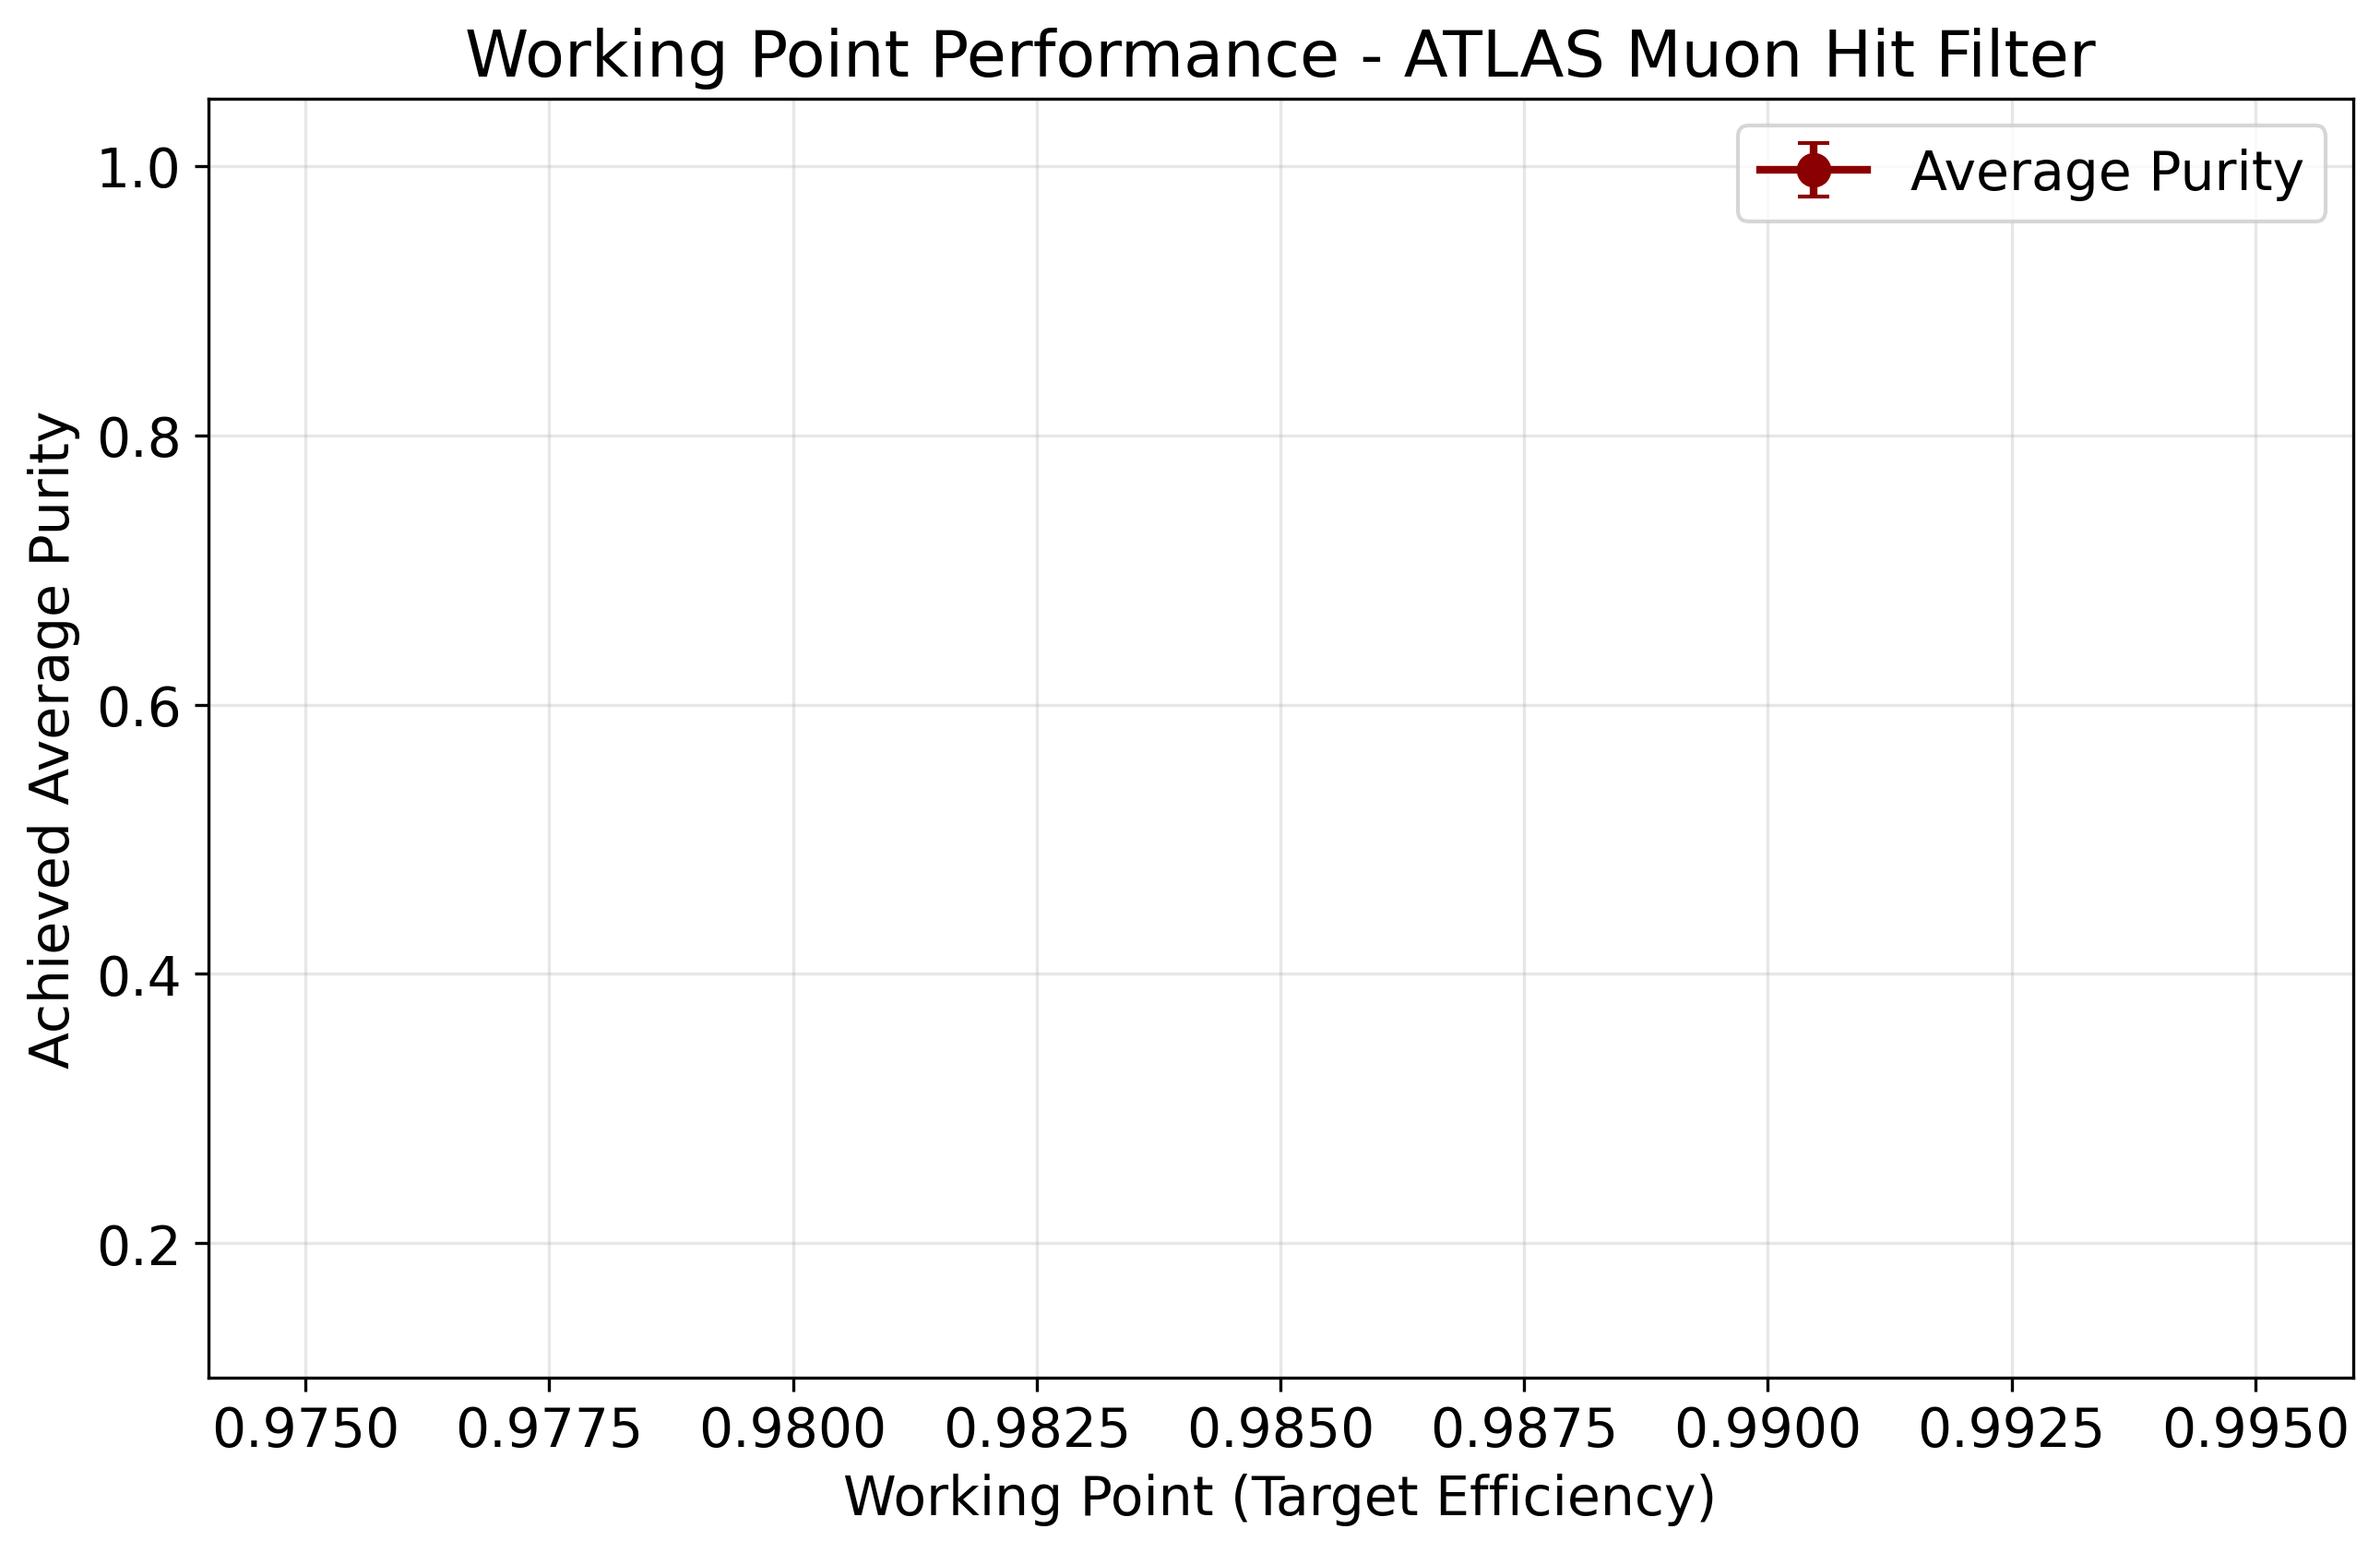 Working Point Performance - ATLAS Muon Hit Filter
Average Purity
Achieved Average Purity
1.0
0.8
0.6
0.4
0.2
0.9750 0.9775 0.9800 0.9825 0.9850 0.9875 0.9900 0.9925 0.9950
Working Point (Target Efficiency)